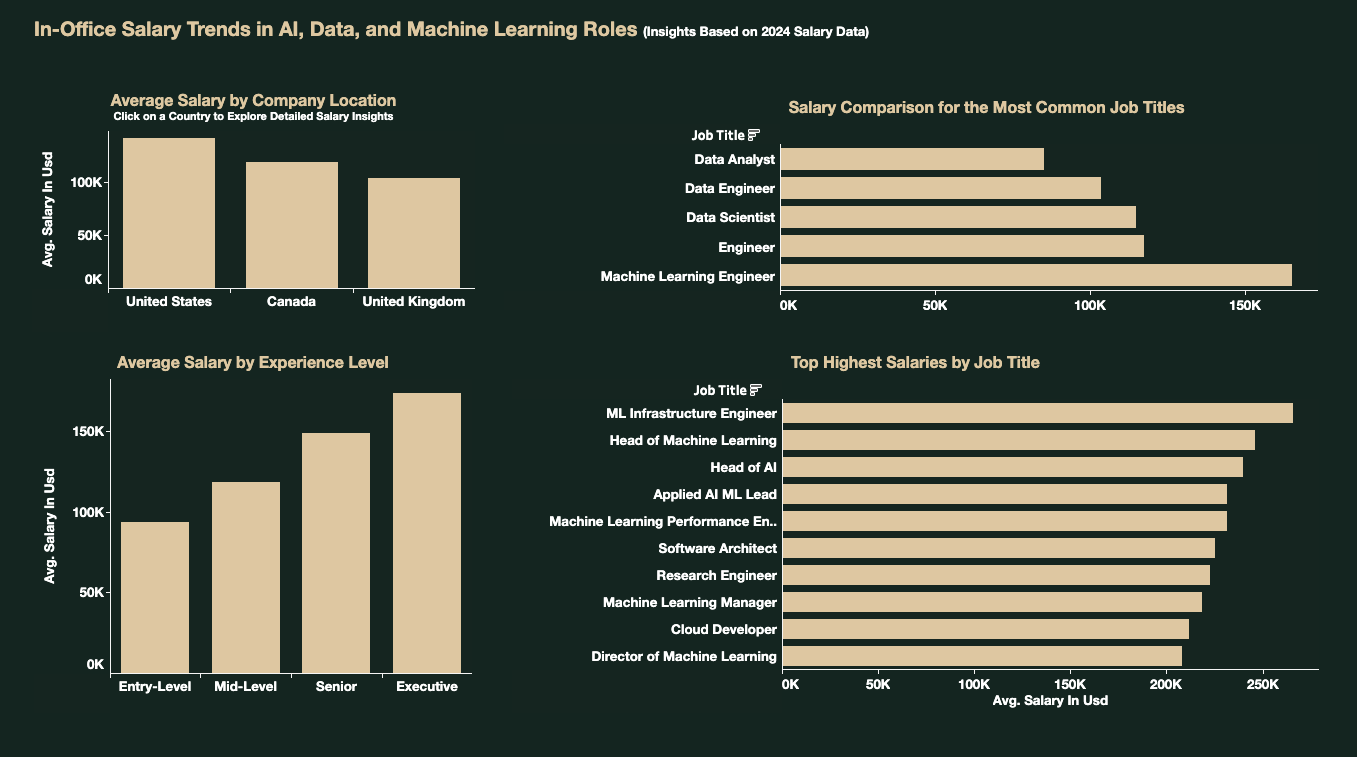 In-Office Salary Trends in AI, Data, and Machine Learning Roles (Insights Based on 2024 Salary Data)
Average Salary by Company Location
Click on a Country to Explore Detailed Salary Insights
Avg. Salary In Usd
100K
50K
0K
United States
Canada
United Kingdom
Salary Comparison for the Most Common Job Titles
Job Title
Data Analyst
Data Engineer
Data Scientist
Engineer
Machine Learning Engineer
0K
50K
100K
150K
Average Salary by Experience Level
Avg. Salary In Usd
150K
100K
50K
0K
Entry-Level
Mid-Level
Senior
Executive
Top Highest Salaries by Job Title
Job Title
ML Infrastructure Engineer
Head of Machine Learning
Head of AI
Applied AI ML Lead
Machine Learning Performance En..
Software Architect
Research Engineer
Machine Learning Manager
Cloud Developer
Director of Machine Learning
0K
50K
100K
150K
200K
250K
Avg. Salary In Usd